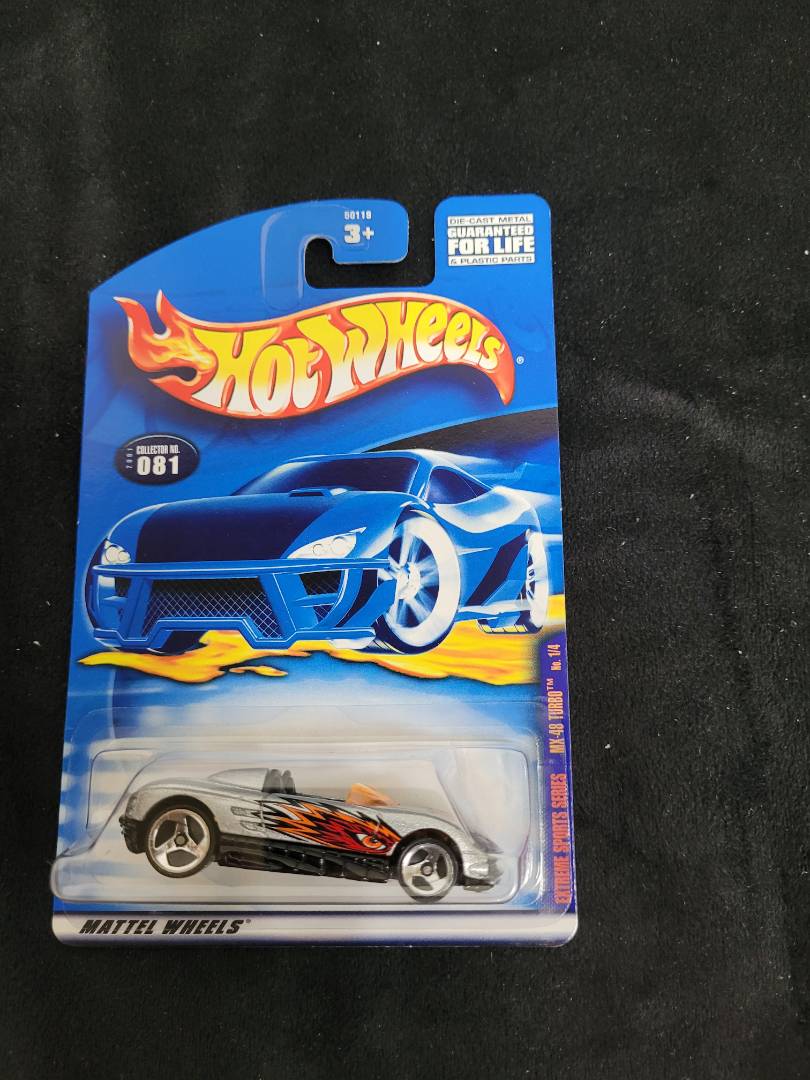 50119
3+
DIE-CAST METAL
GUARANTEED
FOR LIFE
& PLASTIC PARTS
HOT WHEELS®
2001
COLLECTOR NO.
081
EXTREME SPORTS SERIES MX-48 TURBO™ No. 1/4
MATTEL WHEELS®